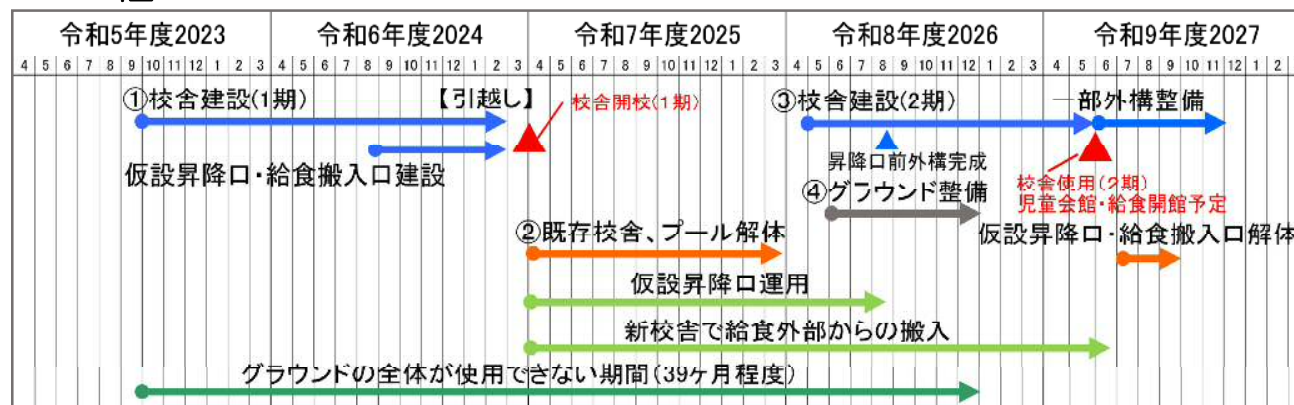 令和5年度2023 令和6年度2024 令和7年度2025 令和8年度2026 令和9年度2027
4 5 6 7 8 9 10 11 12 1 2 3 4 5 6 7 8 9 10 11 12 1 2 3 4 5 6 7 8 9 10 11 12 1 2 3 4 5 6 7 8 9 10 11 12 1 2 3 4 5 6 7 8 9 10 11 12 1 2
①校舎建設(1期) 【引越し】 校舎開校(1期) ③校舎建設(2期) 一部外構整備
仮設昇降口・給食搬入口建設
昇降口前外構完成
④グラウンド整備
校舎使用(2期)
児童会館・給食開館予定
②既存校舎、プール解体
仮設昇降口・給食搬入口解体
仮設昇降口運用
新校舎で給食外部からの搬入
グラウンドの全体が使用できない期間(39ヶ月程度)